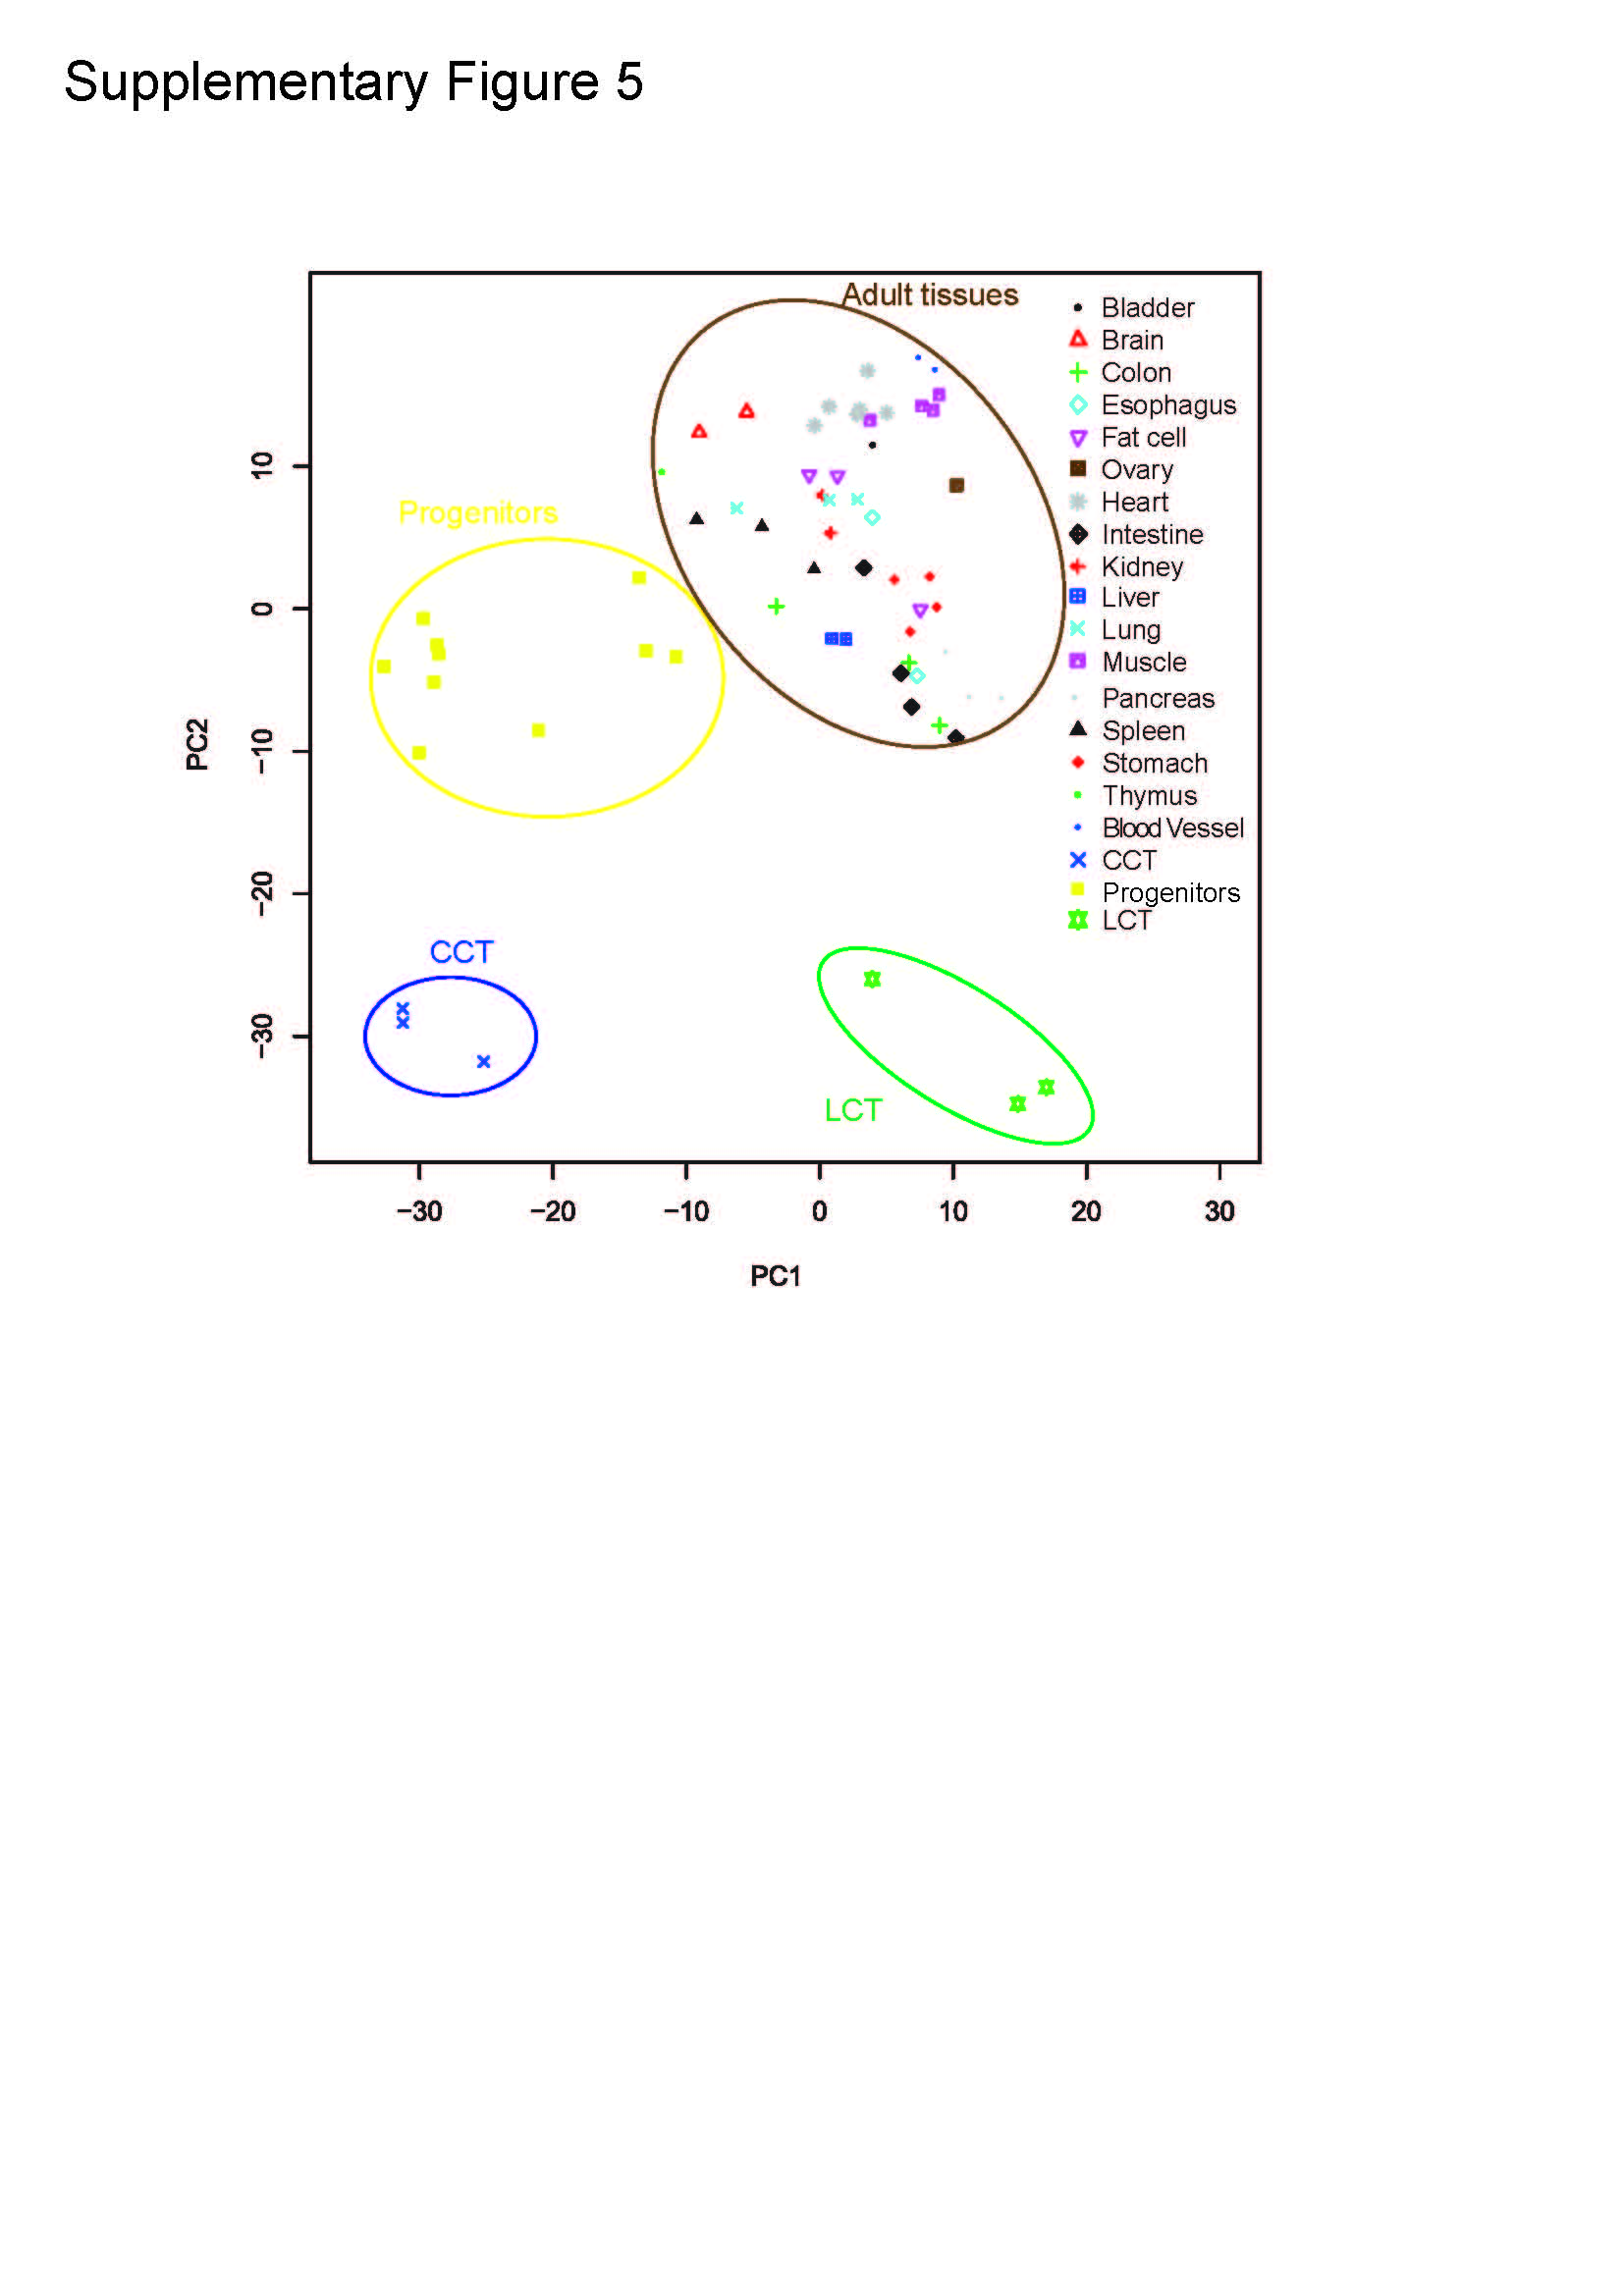 Supplementary Figure 5
Adult tissues
Bladder
Brain
Colon
Esophagus
Fat cell
Ovary
Heart
Intestine
Kidney
Liver
Lung
Muscle
Pancreas
Spleen
Stomach
Thymus
Blood Vessel
CCT
Progenitors
LCT
Progenitors
CCT
LCT
PC2
10
0
−10
−20
−30
−30
−20
−10
0
10
20
30
PC1